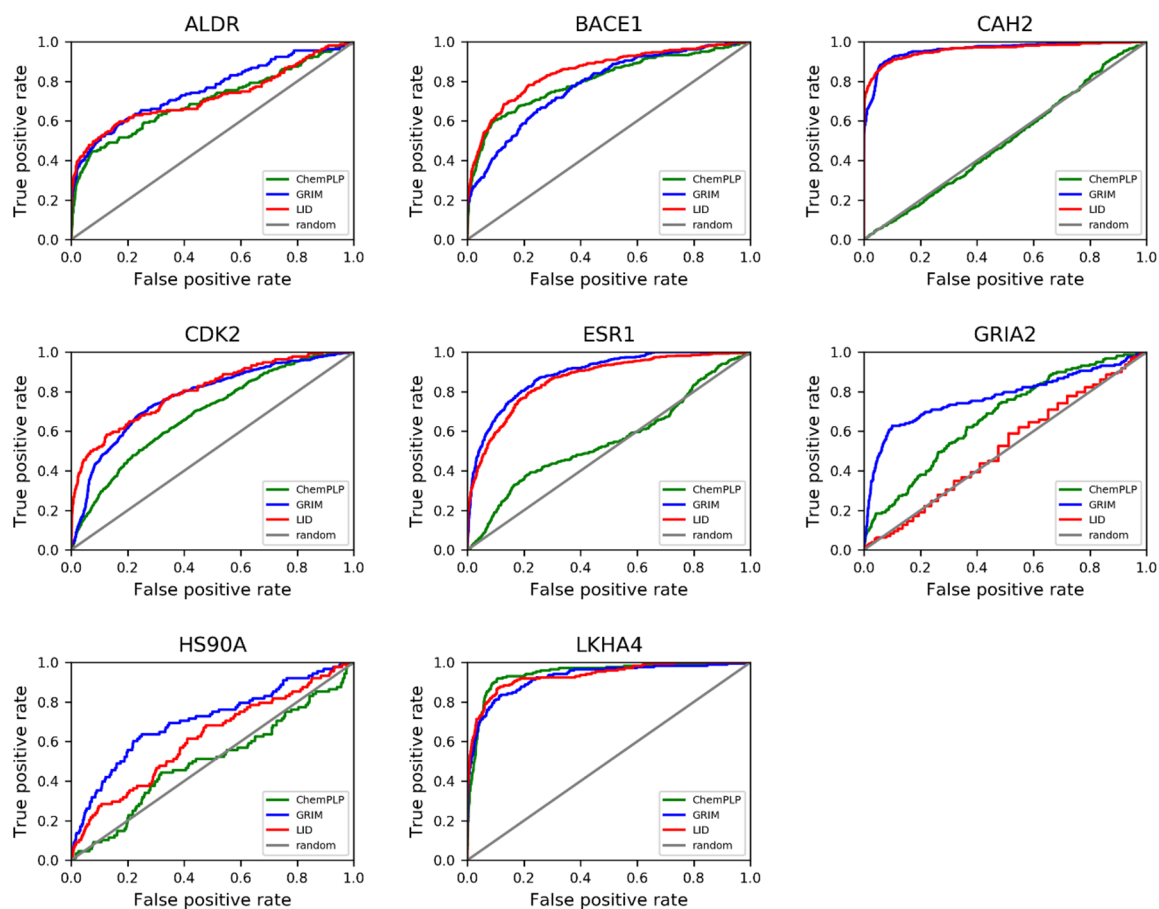 ALDR
1.0
0.8
0.6
0.4
0.2
0.0
True positive rate
ChemPLP
GRIM
LID
random
0.0 0.2 0.4 0.6 0.8 1.0
False positive rate
BACE1
1.0
0.8
0.6
0.4
0.2
0.0
True positive rate
ChemPLP
GRIM
LID
random
0.0 0.2 0.4 0.6 0.8 1.0
False positive rate
CAH2
1.0
0.8
0.6
0.4
0.2
0.0
True positive rate
ChemPLP
GRIM
LID
random
0.0 0.2 0.4 0.6 0.8 1.0
False positive rate
CDK2
1.0
0.8
0.6
0.4
0.2
0.0
True positive rate
ChemPLP
GRIM
LID
random
0.0 0.2 0.4 0.6 0.8 1.0
False positive rate
ESR1
1.0
0.8
0.6
0.4
0.2
0.0
True positive rate
ChemPLP
GRIM
LID
random
0.0 0.2 0.4 0.6 0.8 1.0
False positive rate
GRIA2
1.0
0.8
0.6
0.4
0.2
0.0
True positive rate
ChemPLP
GRIM
LID
random
0.0 0.2 0.4 0.6 0.8 1.0
False positive rate
HS90A
1.0
0.8
0.6
0.4
0.2
0.0
True positive rate
ChemPLP
GRIM
LID
random
0.0 0.2 0.4 0.6 0.8 1.0
False positive rate
LKHA4
1.0
0.8
0.6
0.4
0.2
0.0
True positive rate
ChemPLP
GRIM
LID
random
0.0 0.2 0.4 0.6 0.8 1.0
False positive rate